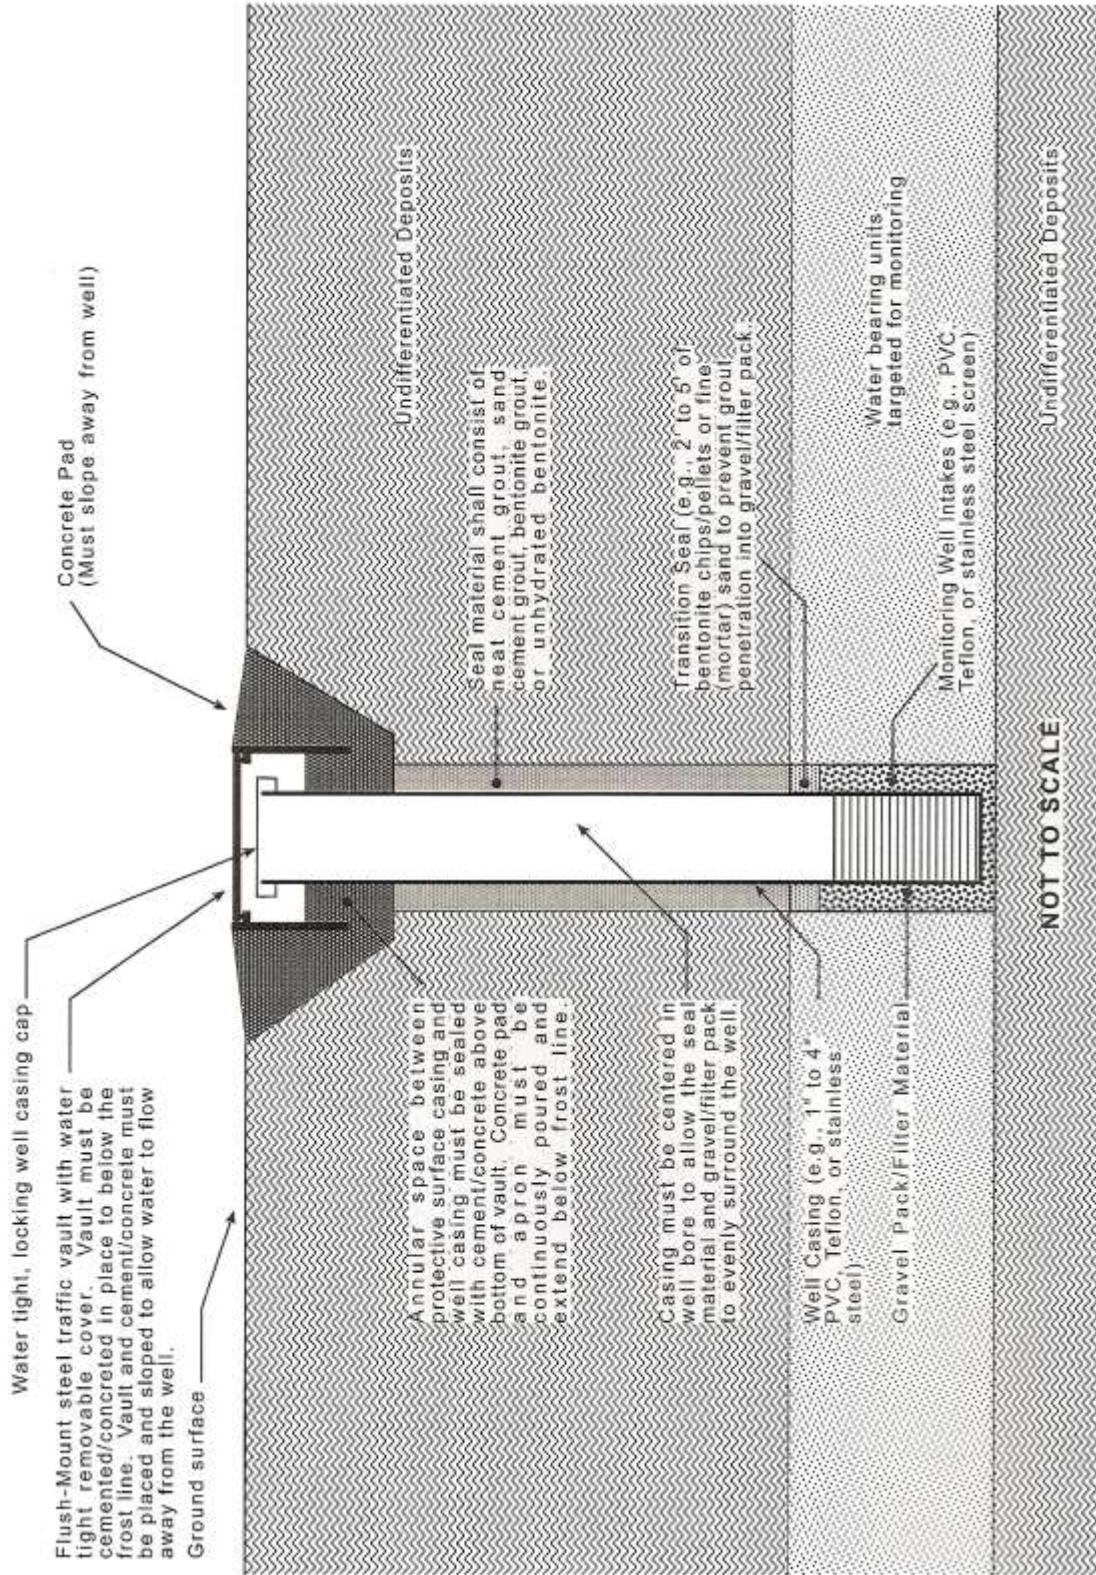 Water tight, locking well casing cap
Flush-Mount steel traffic vault with water
tight removable cover. Vault must be
cemented/concreted in place to below the
frost line. Vault and cement/concrete must
be placed and sloped to allow water to flow
away from the well.
Ground surface
Concrete Pad
(Must slope away from well)
Annular space between
protective surface casing and
well casing must be sealed
with cement/concrete above
bottom of vault. Concrete pad
and apron must be
continuously poured and
extend below frost line.
Undifferentiated Deposits
Seal material shall consist of
neat cement grout, sand
cement grout, bentonite grout,
or unhydrated bentonite.
Casing must be centered in
well bore to allow the seal
material and gravel/filter pack
to evenly surround the well.
Transition Seal (e.g., 2' to 5' of
bentonite chips/pellets or fine
(mortar) sand to prevent grout
penetration into gravel/filter pack.
Well Casing (e.g., 1" to 4"
PVC, Teflon, or stainless
steel)
Gravel Pack/Filter Material
Water bearing units
targeted for monitoring
Monitoring Well Intakes (e.g., PVC,
Teflon, or stainless steel screen)
NOT TO SCALE
Undifferentiated Deposits